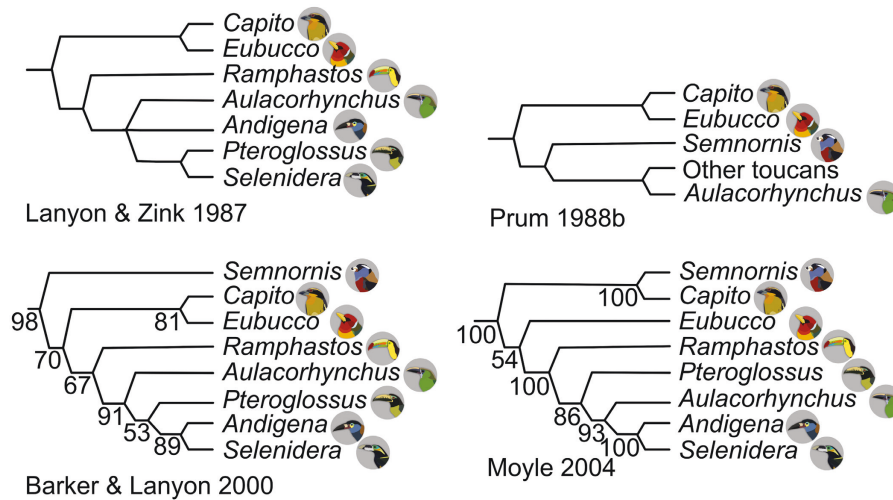 Capito
Eubucco
Ramphastos
Aulacorhynchus
Andigena
Pteroglossus
Selenidera
Lanyon & Zink 1987
Capito
Eubucco
Semnornis
Other toucans
Aulacorhynchus
Prum 1988b
Semnornis
Capito
Eubucco
Ramphastos
Aulacorhynchus
Pteroglossus
Andigena
Selenidera
98
81
70
67
91
53
89
Barker & Lanyon 2000
Semnornis
Capito
Eubucco
Ramphastos
Pteroglossus
Aulacorhynchus
Andigena
Selenidera
100
100
54
100
86
93
100
Moyle 2004